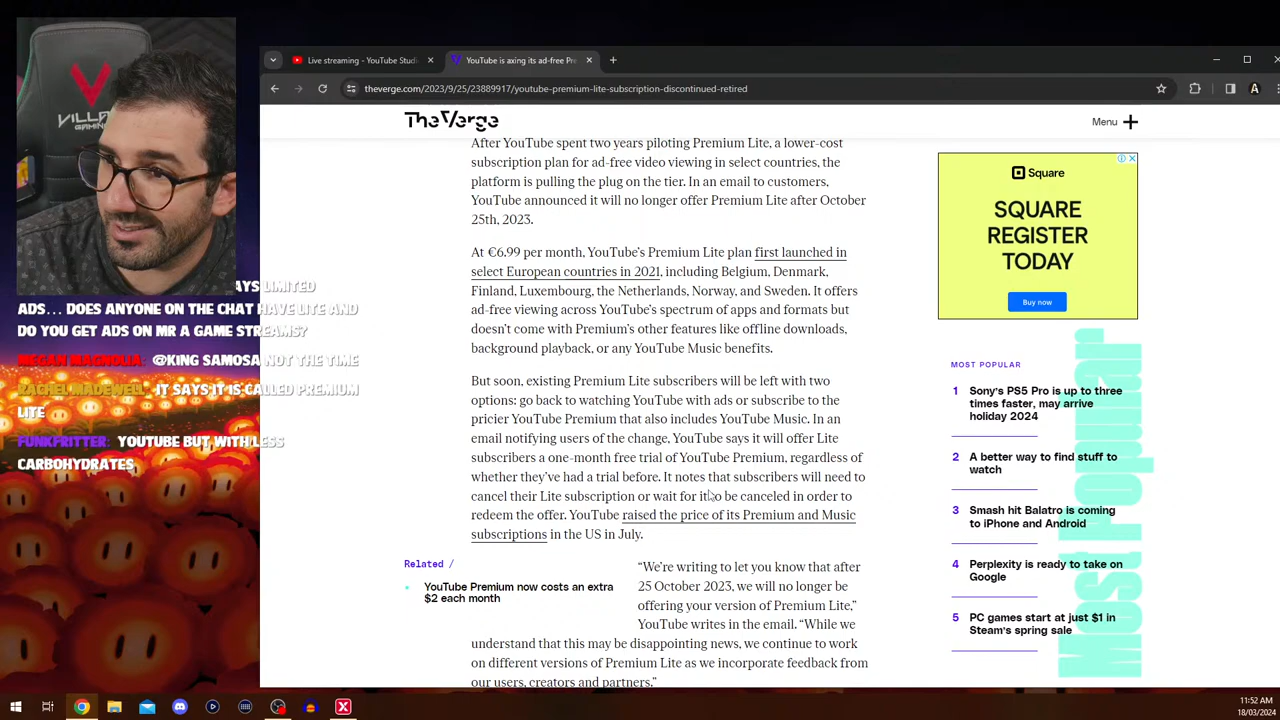 VILLA
GAMING
AYS LIMITED
ADS... DOES ANYONE ON THE CHAT HAVE LITE AND
DO YOU GET ADS ON MR A GAME STREAMS?
MEGAN MAGNOLIA: @KING SAMOSA NOT THE TIME
RACHEL MADEWELL: IT SAYS IT IS CALLED PREMIUM
LITE
FUNKFRITTER: YOUTUBE BUT WITH LESS
CARBOHYDRATES
Live streaming - YouTube Studi
YouTube is axing its ad-free Pre
theverge.com/2023/9/25/23889917/youtube-premium-lite-subscription-discontinued-retired
A
The Verge
Menu
After YouTube spent two years piloting Premium Lite, a lower-cost
subscription plan for ad-free video viewing in select countries, the
platform is pulling the plug on the tier. In an email to customers,
YouTube announced it will no longer offer Premium Lite after October
25th, 2023.
At €6.99 per month, YouTube's Premium Lite plan first launched in
select European countries in 2021, including Belgium, Denmark,
Finland, Luxembourg, the Netherlands, Norway, and Sweden. It offers
ad-free viewing across YouTube's spectrum of apps and formats but
doesn't come with Premium's other features like offline downloads,
background playback, or any YouTube Music benefits.
But soon, existing Premium Lite subscribers will be left with two
options: go back to watching YouTube with ads or subscribe to the
pricier YouTube Premium that also includes YouTube Music. In an
email notifying users of the change, YouTube says it will offer Lite
subscribers a one-month free trial of YouTube Premium, regardless of
whether they've had a trial before. It notes that subscribers will need to
cancel their Lite subscription or wait for it to be canceled in order to
redeem the offer. YouTube raised the price of its Premium and Music
subscriptions in the US in July.
Related /
YouTube Premium now costs an extra
$2 each month
"We're writing to let you know that after
25 October 2023, we will no longer be
offering your version of Premium Lite,"
YouTube writes in the email. "While we
understand that this may be disappointing news, we continue to work
on different versions of Premium Lite as we incorporate feedback from
our users, creators and partners."
Square
SQUARE
REGISTER
TODAY
Buy now
MOST POPULAR
1 Sony's PS5 Pro is up to three
times faster, may arrive
holiday 2024
2 A better way to find stuff to
watch
3 Smash hit Balatro is coming
to iPhone and Android
4 Perplexity is ready to take on
Google
5 PC games start at just $1 in
Steam's spring sale
Most Popular
11:52 AM
18/03/2024